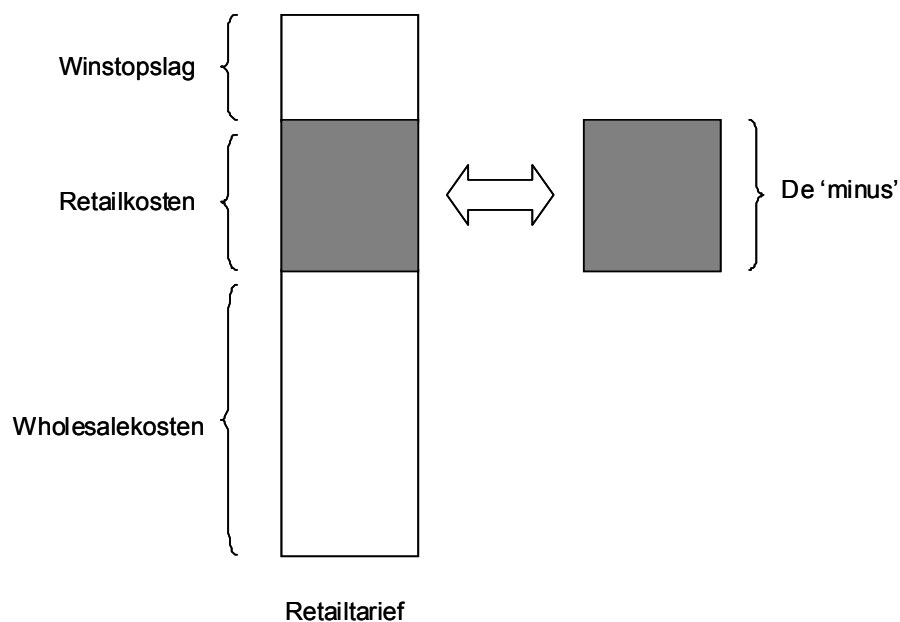 Winstopslag
Retailkosten
De ‘minus’
Wholesalekosten
Retailtarief